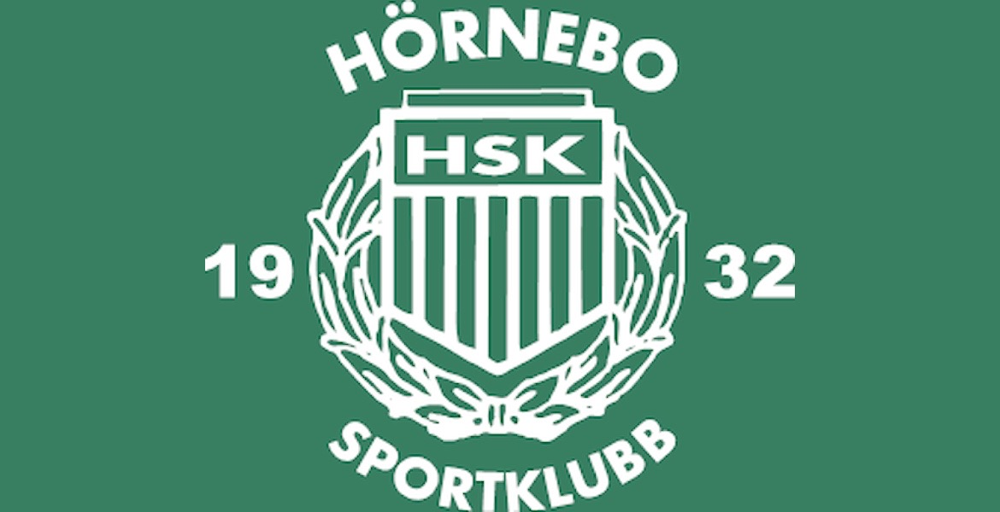 HÖRNEBO
HSK
19 32
SPORTKLUBB